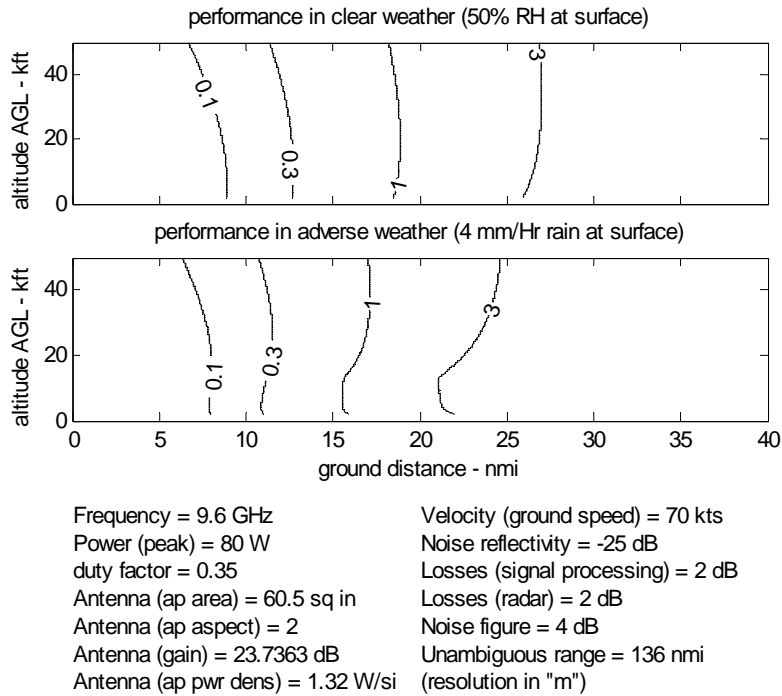 performance in clear weather (50% RH at surface)
altitude AGL - kft
40
20
0
0.1
0.3
1
3
performance in adverse weather (4 mm/Hr rain at surface)
altitude AGL - kft
40
20
0
0.1
0.3
1
3
0 5 10 15 20 25 30 35 40
ground distance - nmi
Frequency = 9.6 GHz
Power (peak) = 80 W
duty factor = 0.35
Antenna (ap area) = 60.5 sq in
Antenna (ap aspect) = 2
Antenna (gain) = 23.7363 dB
Antenna (ap pwr dens) = 1.32 W/si
Velocity (ground speed) = 70 kts
Noise reflectivity = -25 dB
Losses (signal processing) = 2 dB
Losses (radar) = 2 dB
Noise figure = 4 dB
Unambiguous range = 136 nmi
(resolution in "m")